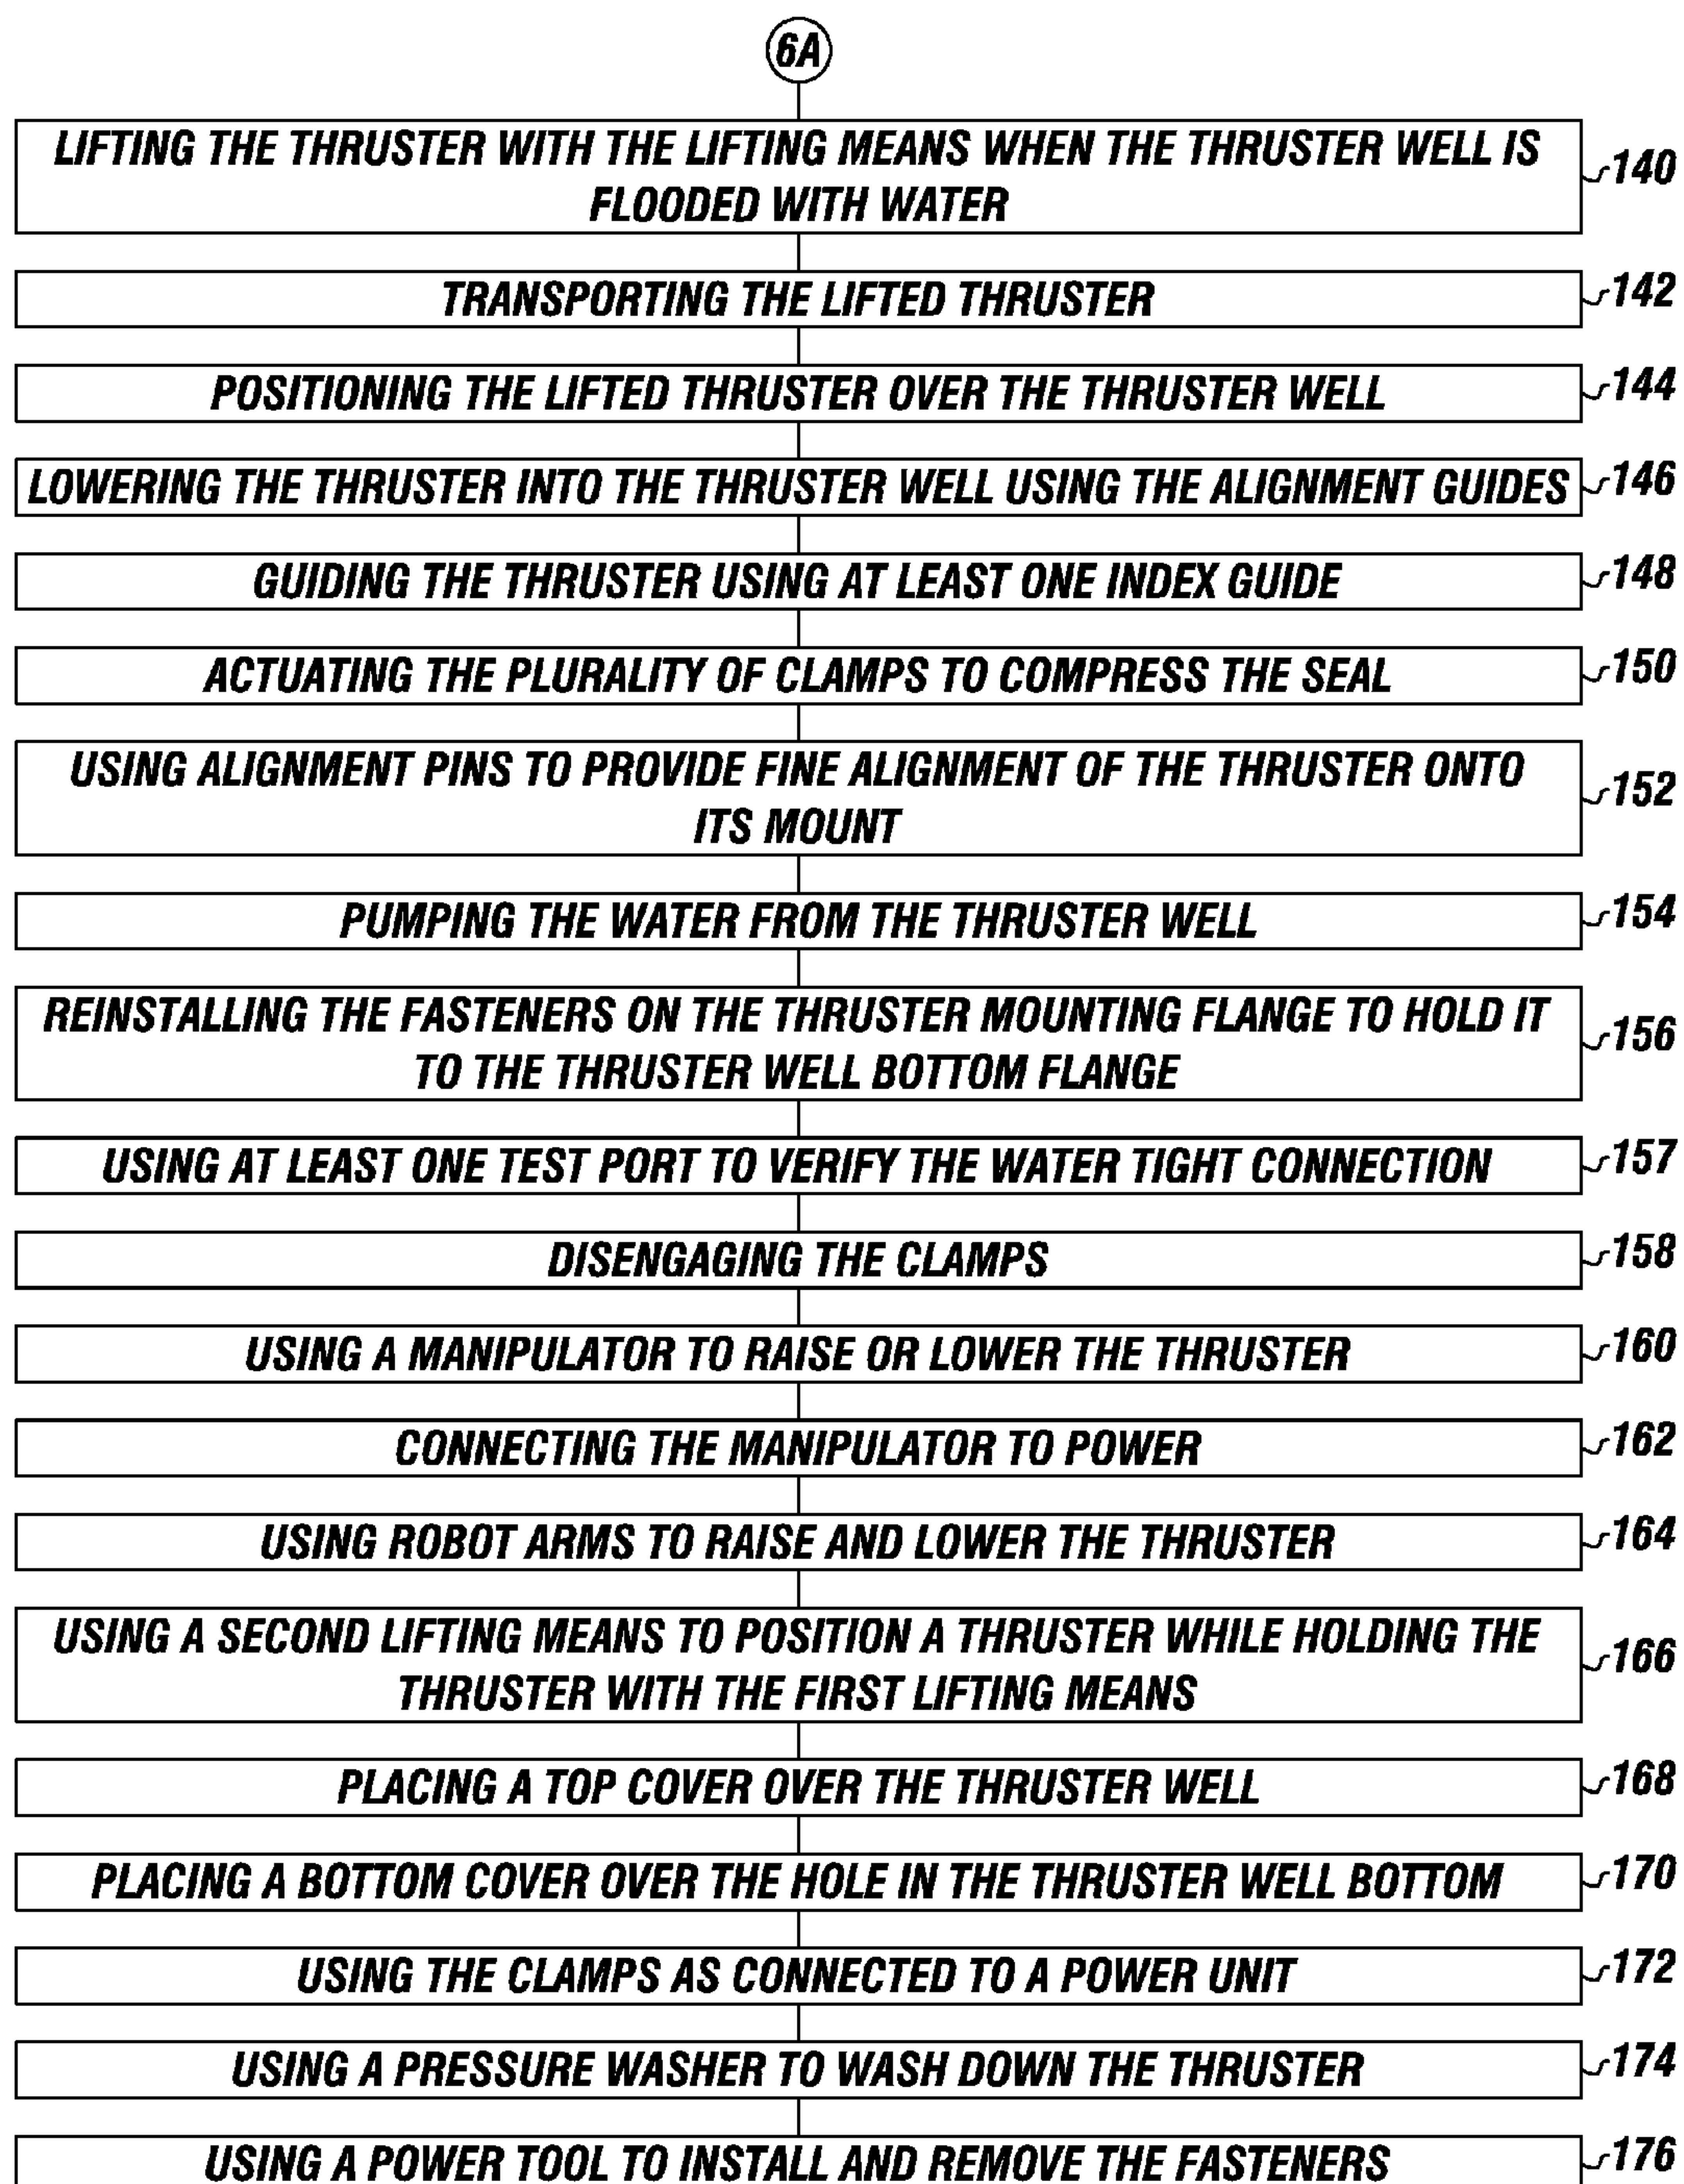 6A
LIFTING THE THRUSTER WITH THE LIFTING MEANS WHEN THE THRUSTER WELL IS
FLOODED WITH WATER
140
TRANSPORTING THE LIFTED THRUSTER
142
POSITIONING THE LIFTED THRUSTER OVER THE THRUSTER WELL
144
LOWERING THE THRUSTER INTO THE THRUSTER WELL USING THE ALIGNMENT GUIDES
146
GUIDING THE THRUSTER USING AT LEAST ONE INDEX GUIDE
148
ACTUATING THE PLURALITY OF CLAMPS TO COMPRESS THE SEAL
150
USING ALIGNMENT PINS TO PROVIDE FINE ALIGNMENT OF THE THRUSTER ONTO
ITS MOUNT
152
PUMPING THE WATER FROM THE THRUSTER WELL
154
REINSTALLING THE FASTENERS ON THE THRUSTER MOUNTING FLANGE TO HOLD IT
TO THE THRUSTER WELL BOTTOM FLANGE
156
USING AT LEAST ONE TEST PORT TO VERIFY THE WATER TIGHT CONNECTION
157
DISENGAGING THE CLAMPS
158
USING A MANIPULATOR TO RAISE OR LOWER THE THRUSTER
160
CONNECTING THE MANIPULATOR TO POWER
162
USING ROBOT ARMS TO RAISE AND LOWER THE THRUSTER
164
USING A SECOND LIFTING MEANS TO POSITION A THRUSTER WHILE HOLDING THE
THRUSTER WITH THE FIRST LIFTING MEANS
166
PLACING A TOP COVER OVER THE THRUSTER WELL
168
PLACING A BOTTOM COVER OVER THE HOLE IN THE THRUSTER WELL BOTTOM
170
USING THE CLAMPS AS CONNECTED TO A POWER UNIT
172
USING A PRESSURE WASHER TO WASH DOWN THE THRUSTER
174
USING A POWER TOOL TO INSTALL AND REMOVE THE FASTENERS
176